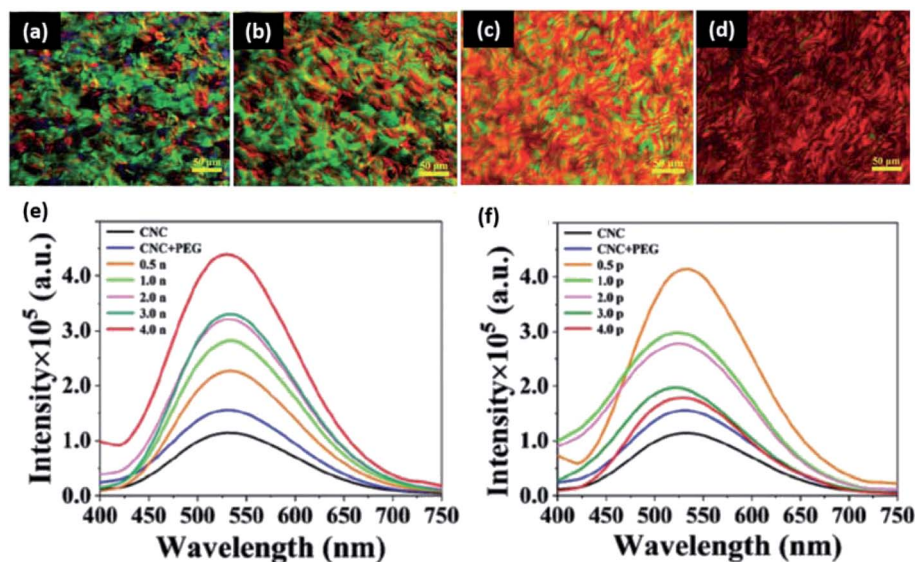 (a)
50 μm
(b)
50 μm
(c)
50 μm
(d)
50 μm
(e)
Intensity×10⁵ (a.u.)
4.0
3.0
2.0
1.0
0.0
CNC
CNC+PEG
0.5 n
1.0 n
2.0 n
3.0 n
4.0 n
400 450 500 550 600 650 700 750
Wavelength (nm)
(f)
Intensity×10⁵ (a.u.)
4.0
3.0
2.0
1.0
0.0
CNC
CNC+PEG
0.5 p
1.0 p
2.0 p
3.0 p
4.0 p
400 450 500 550 600 650 700 750
Wavelength (nm)